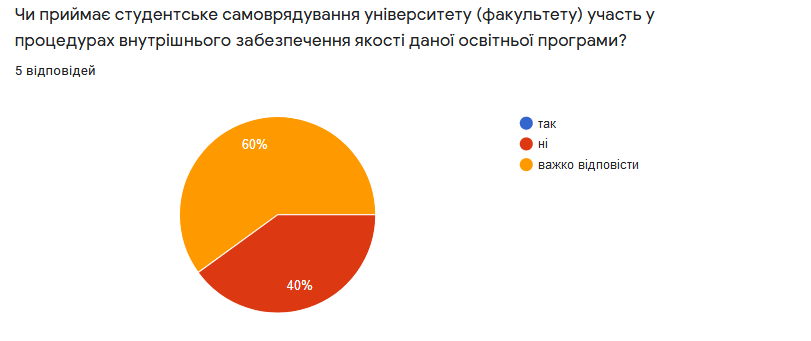 Чи приймає студентське самоврядування університету (факультету) участь у
процедурах внутрішнього забезпечення якості даної освітньої програми?
5 відповідей
60%
40%
так
ні
важко відповісти